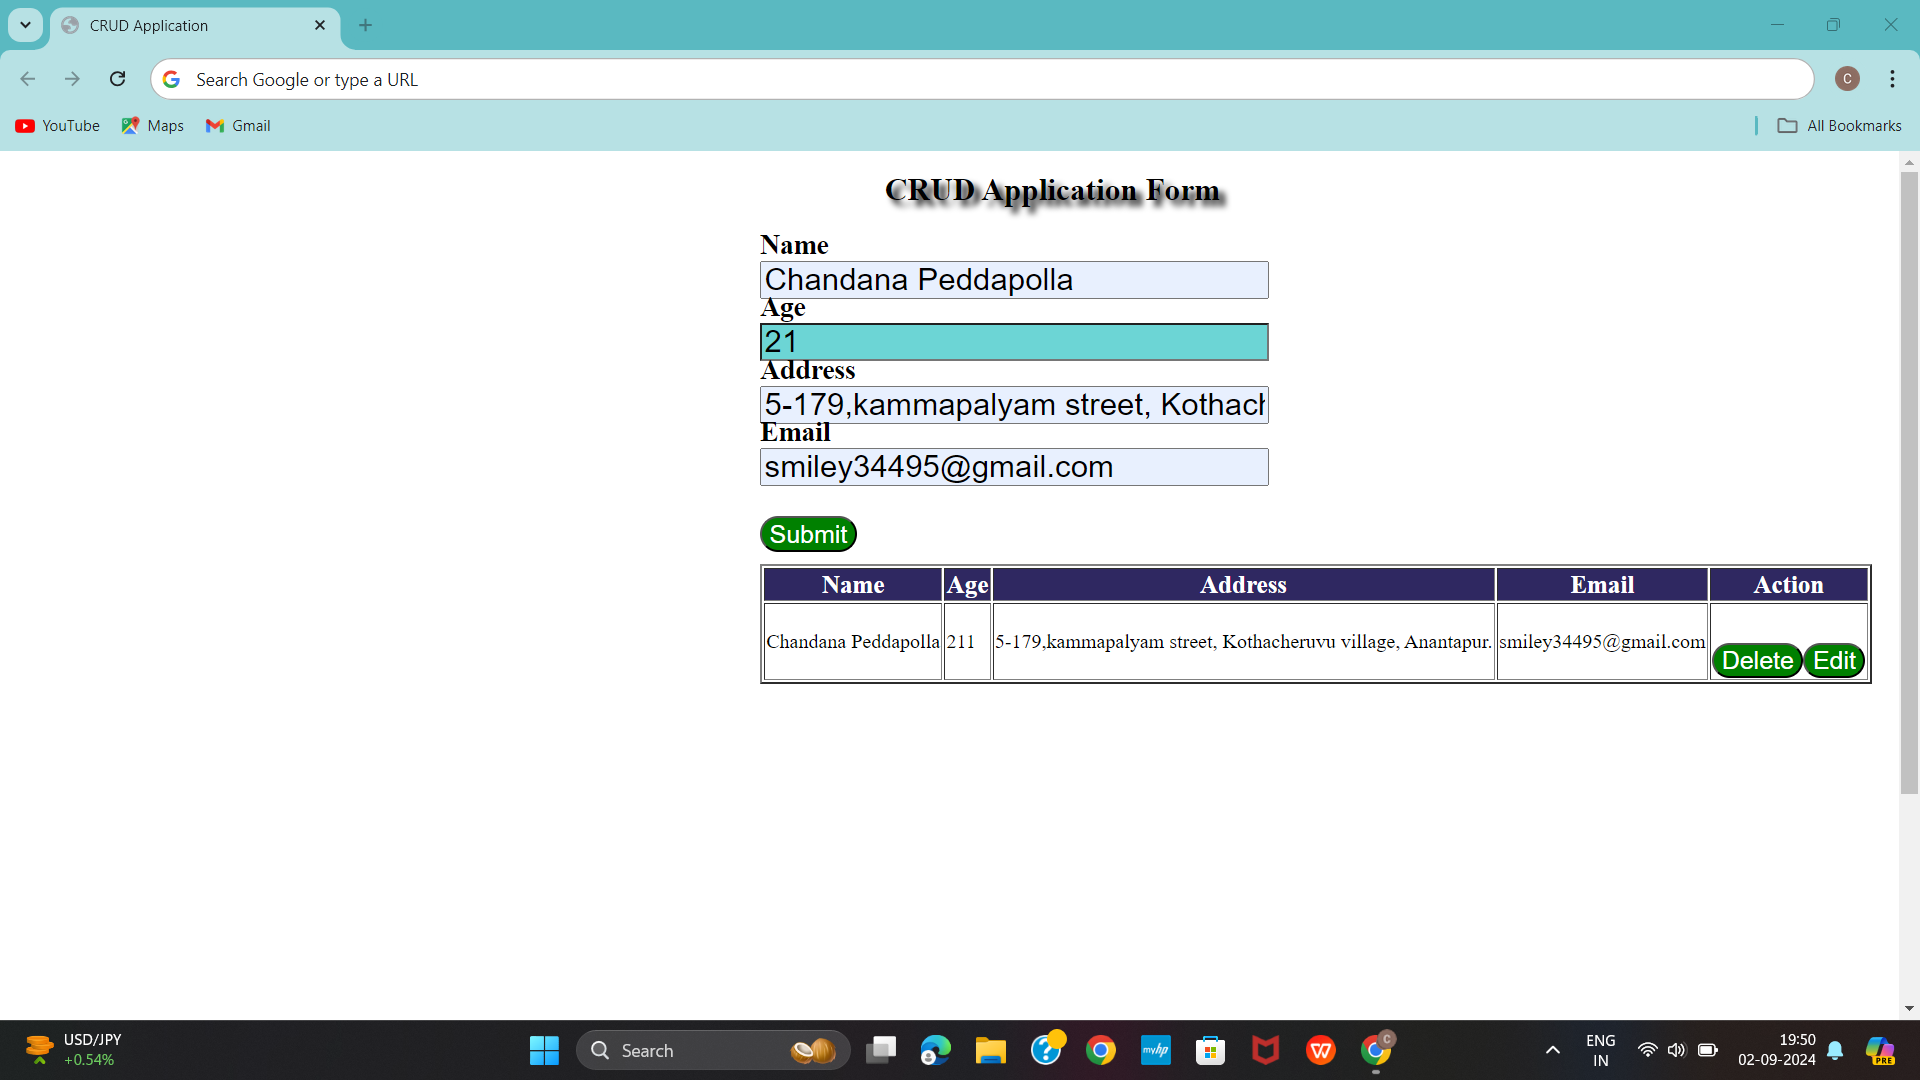 CRUD Application
Search Google or type a URL
C
YouTube Maps Gmail All Bookmarks
CRUD Application Form
Name
Chandana Peddapolla
Age
21
Address
5-179,kammapalyam street, Kothach
Email
smiley34495@gmail.com
Submit
Name Age Address Email Action
Chandana Peddapolla 211 5-179,kammapalyam street, Kothacheruvu village, Anantapur. smiley34495@gmail.com Delete Edit
USD/JPY
+0.54%
Search
myhp
W
C
ENG
IN
19:50
02-09-2024
PRE